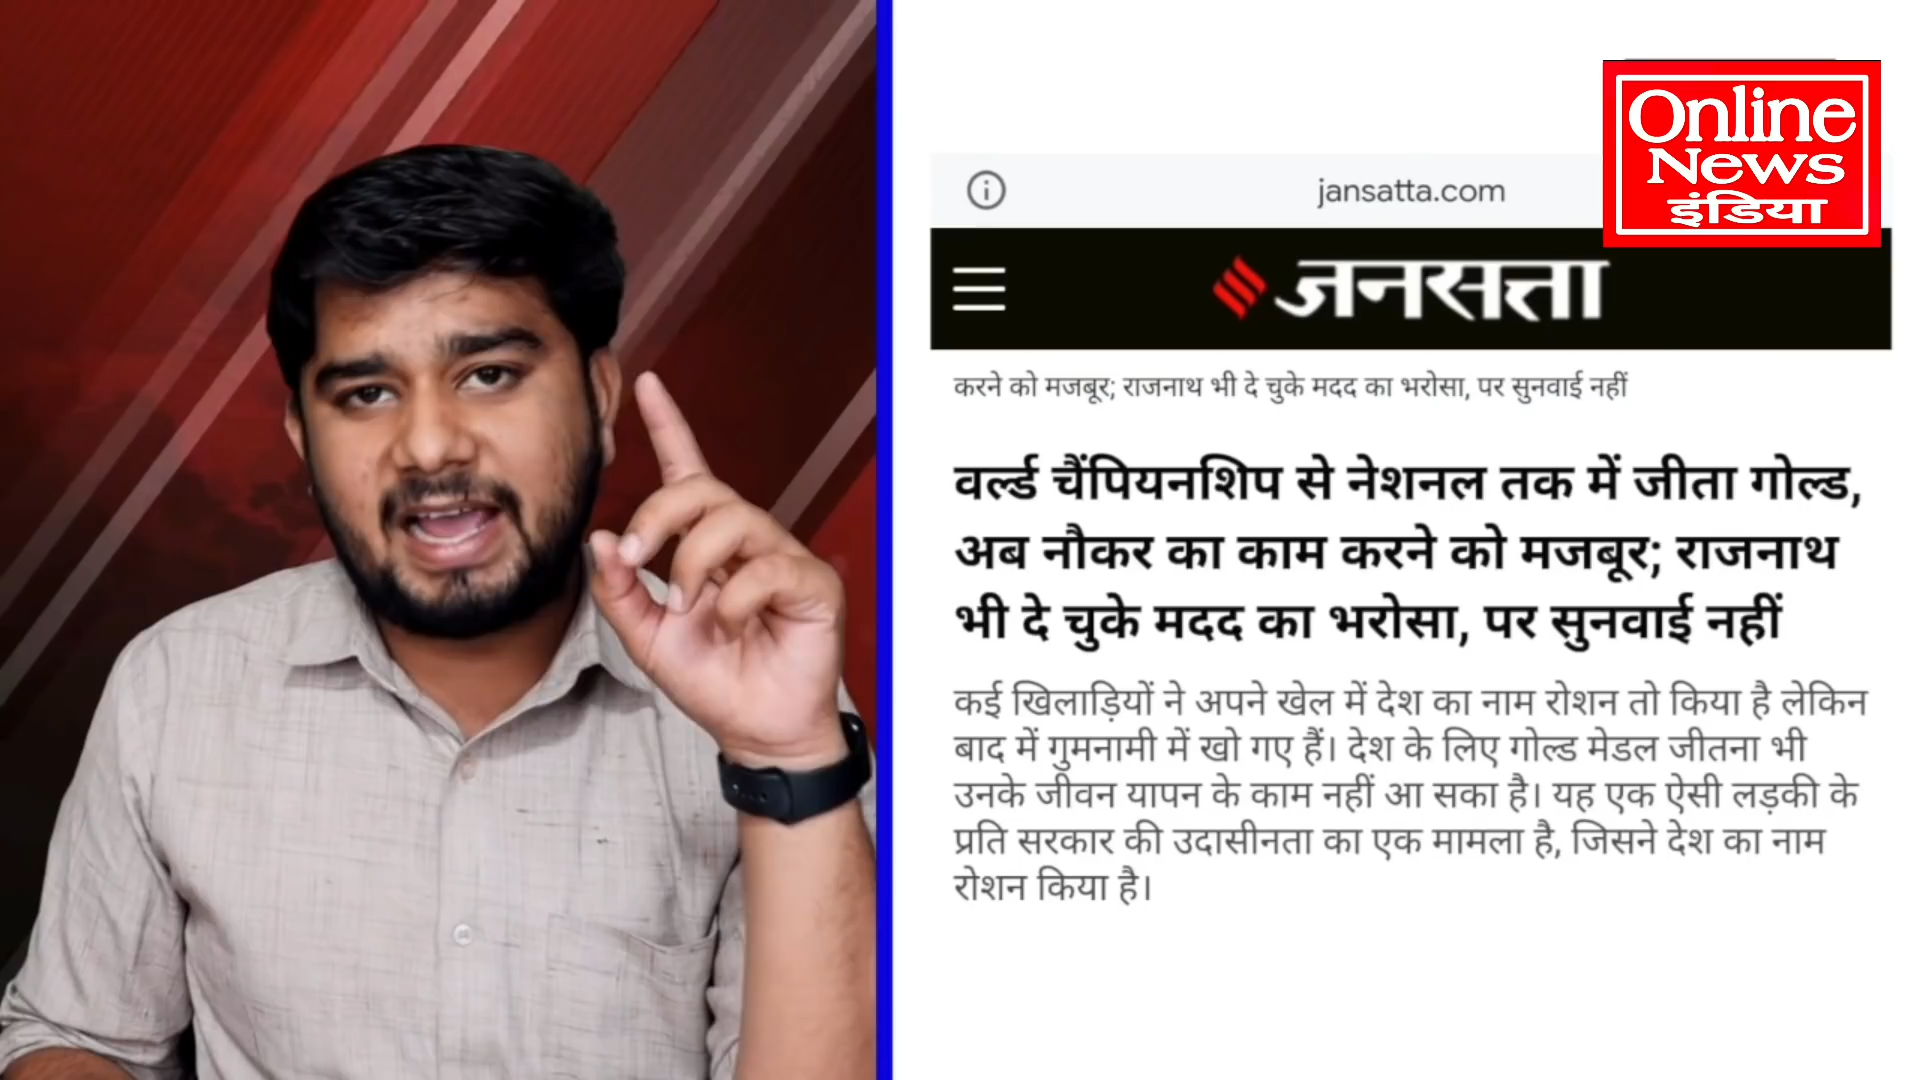 Online
News
इंडिया
jansatta.com
जनसत्ता
करने को मजबूर; राजनाथ भी दे चुके मदद का भरोसा, पर सुनवाई नहीं
वर्ल्ड चैंपियनशिप से नेशनल तक में जीता गोल्ड,
अब नौकर का काम करने को मजबूर; राजनाथ
भी दे चुके मदद का भरोसा, पर सुनवाई नहीं
कई खिलाड़ियों ने अपने खेल में देश का नाम रोशन तो किया है लेकिन
बाद में गुमनामी में खो गए हैं। देश के लिए गोल्ड मेडल जीतना भी
उनके जीवन यापन के काम नहीं आ सका है। यह एक ऐसी लड़की के
प्रति सरकार की उदासीनता का एक मामला है, जिसने देश का नाम
रोशन किया है।